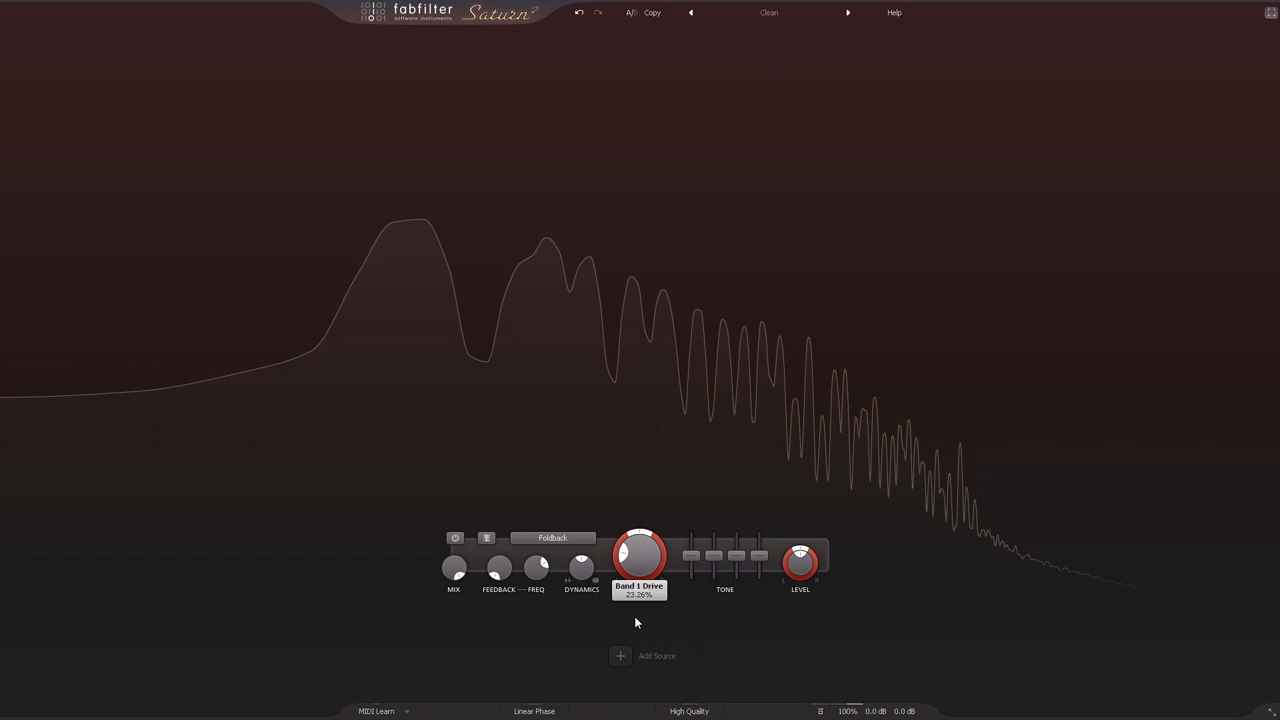 fabfilter
software instruments
Saturn 2
A/B Copy
Clean
Help
Foldback
MIX
FEEDBACK
FREQ
DYNAMICS
Band 1 Drive
23.26%
TONE
L
R
LEVEL
+ Add Source
MIDI Learn
Linear Phase
High Quality
100% 0.0 dB 0.0 dB